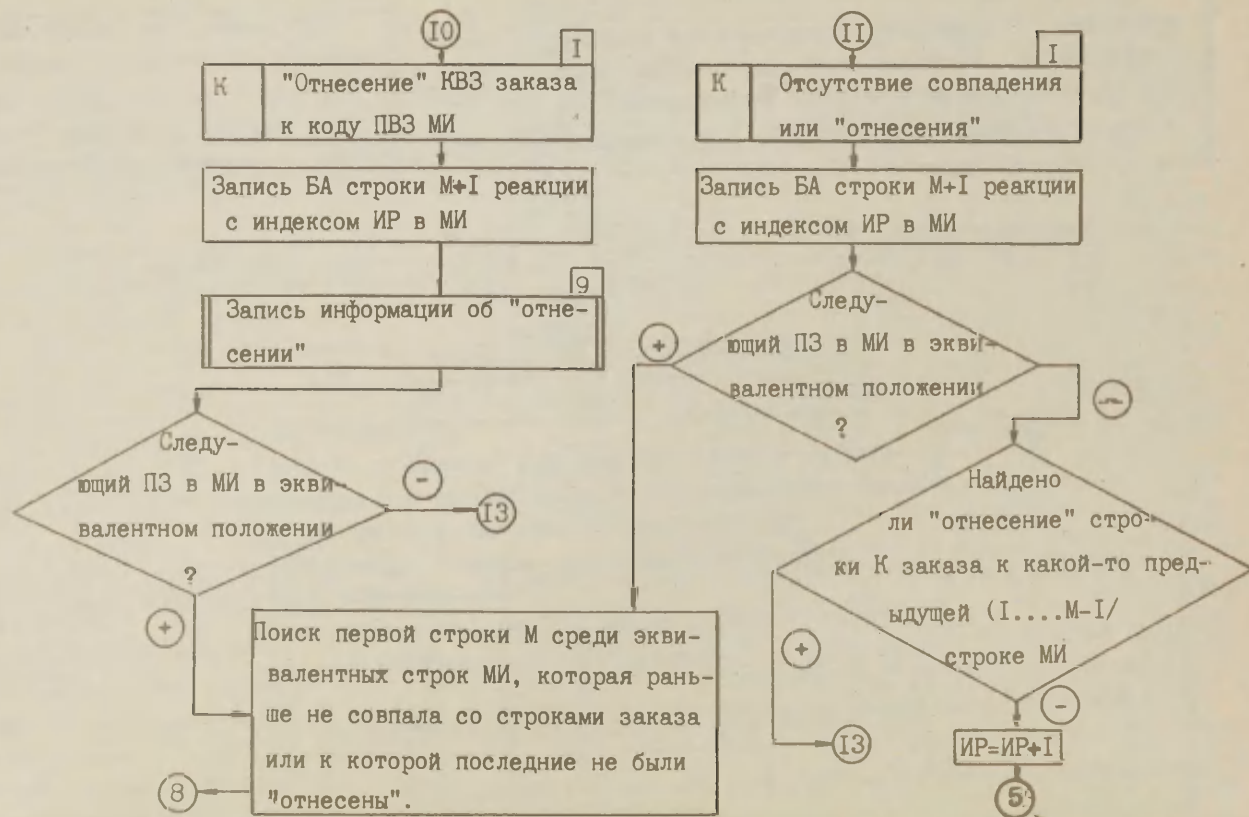 I0
I
К
"Отнесение" КВЗ заказа
к коду ПВЗ МИ
Запись БА строки М+I реакции
с индексом ИР в МИ
9
Запись информации об "отне-
сении"
Следу-
ющий ПЗ в МИ в экви-
валентном положении
?
-
I3
+
II
I
К
Отсутствие совпадения
или "отнесения"
Запись БА строки М+I реакции
с индексом ИР в МИ
Следу-
ющий ПЗ в МИ в экви-
валентном положении
?
+
-
Поиск первой строки М среди экви-
валентных строк МИ, которая рань-
ше не совпала со строками заказа
или к которой последние не были
"отнесены".
8
Найдено
ли "отнесение" стро-
ки К заказа к какой-то пред-
ыдущей (I....М-I/
строке МИ
+
I3
-
ИР=ИР+I
5